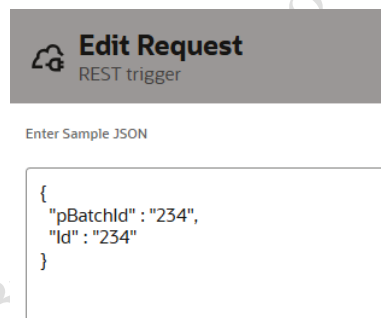 Edit Request
REST trigger
Enter Sample JSON
{
"pBatchId" : "234",
"Id" : "234"
}